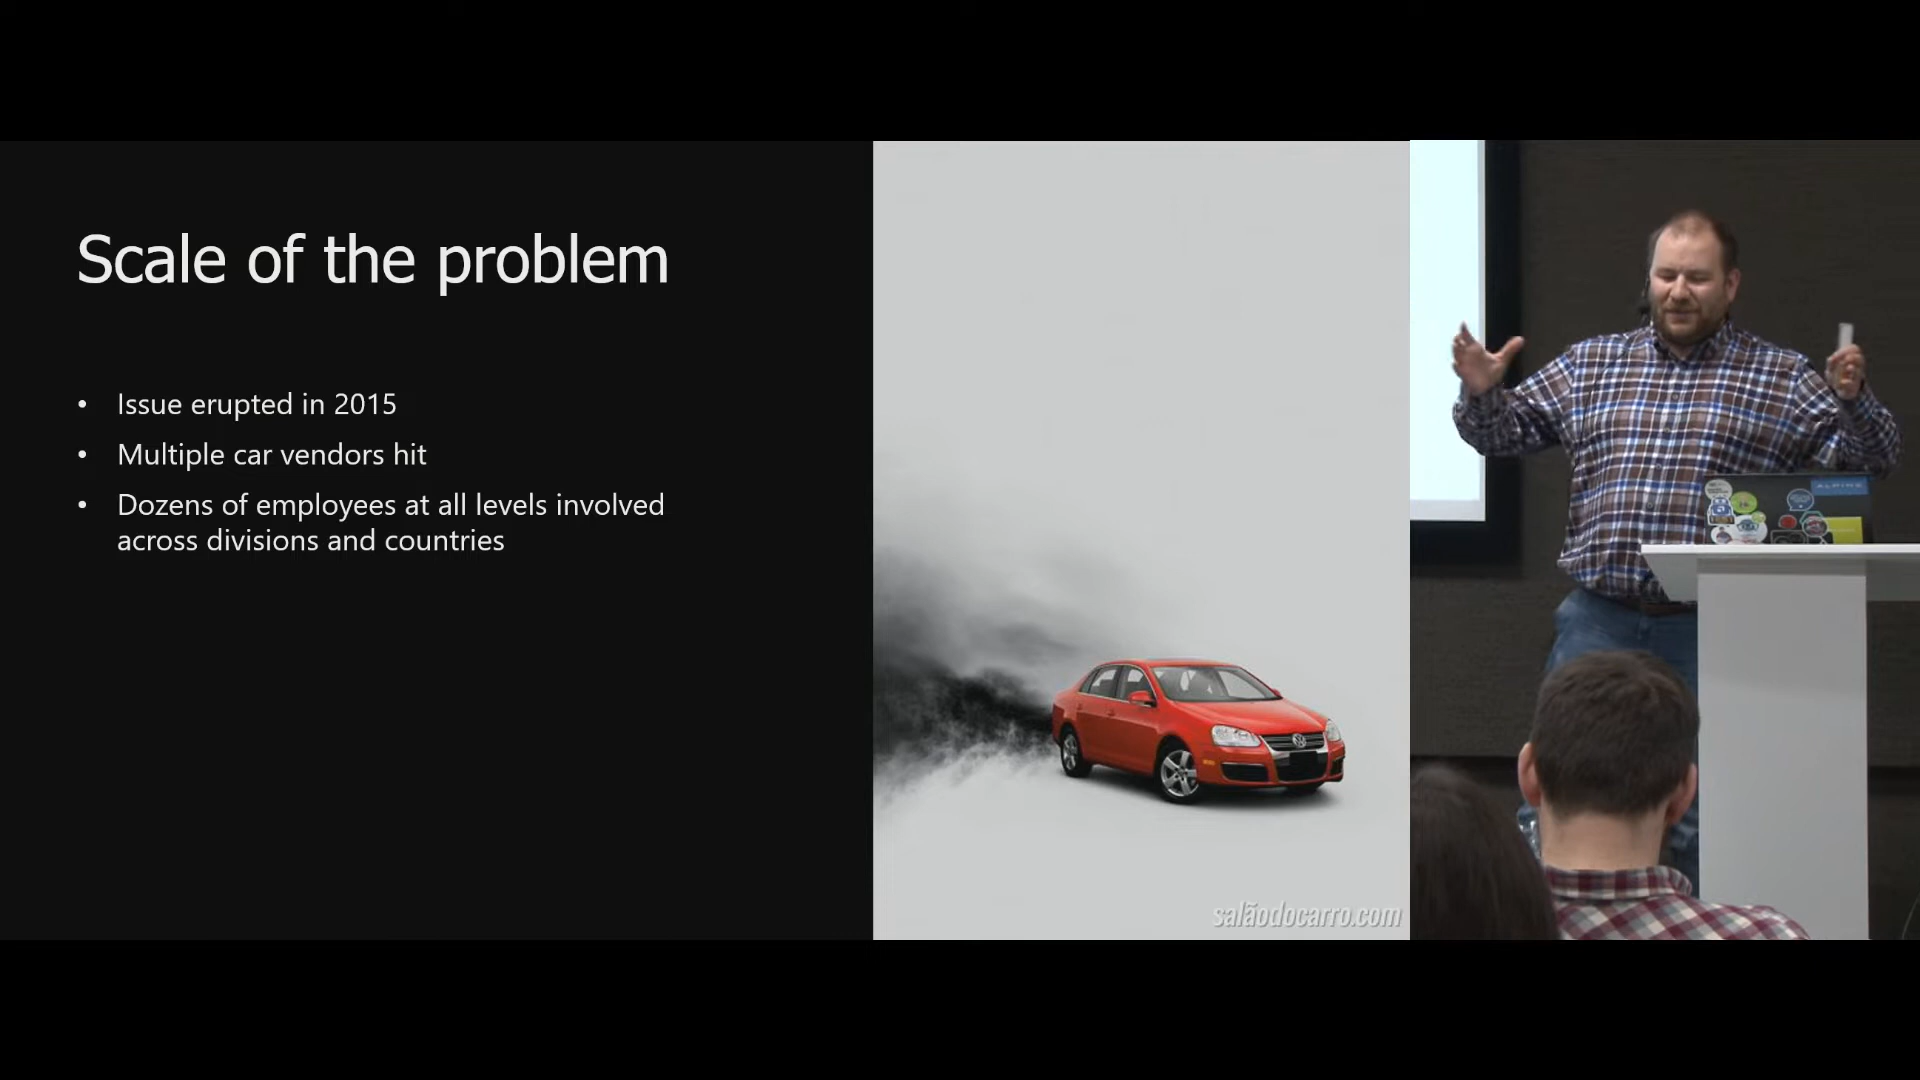 Scale of the problem
• Issue erupted in 2015
• Multiple car vendors hit
• Dozens of employees at all levels involved
across divisions and countries
salãodocarro.com
ALPINE